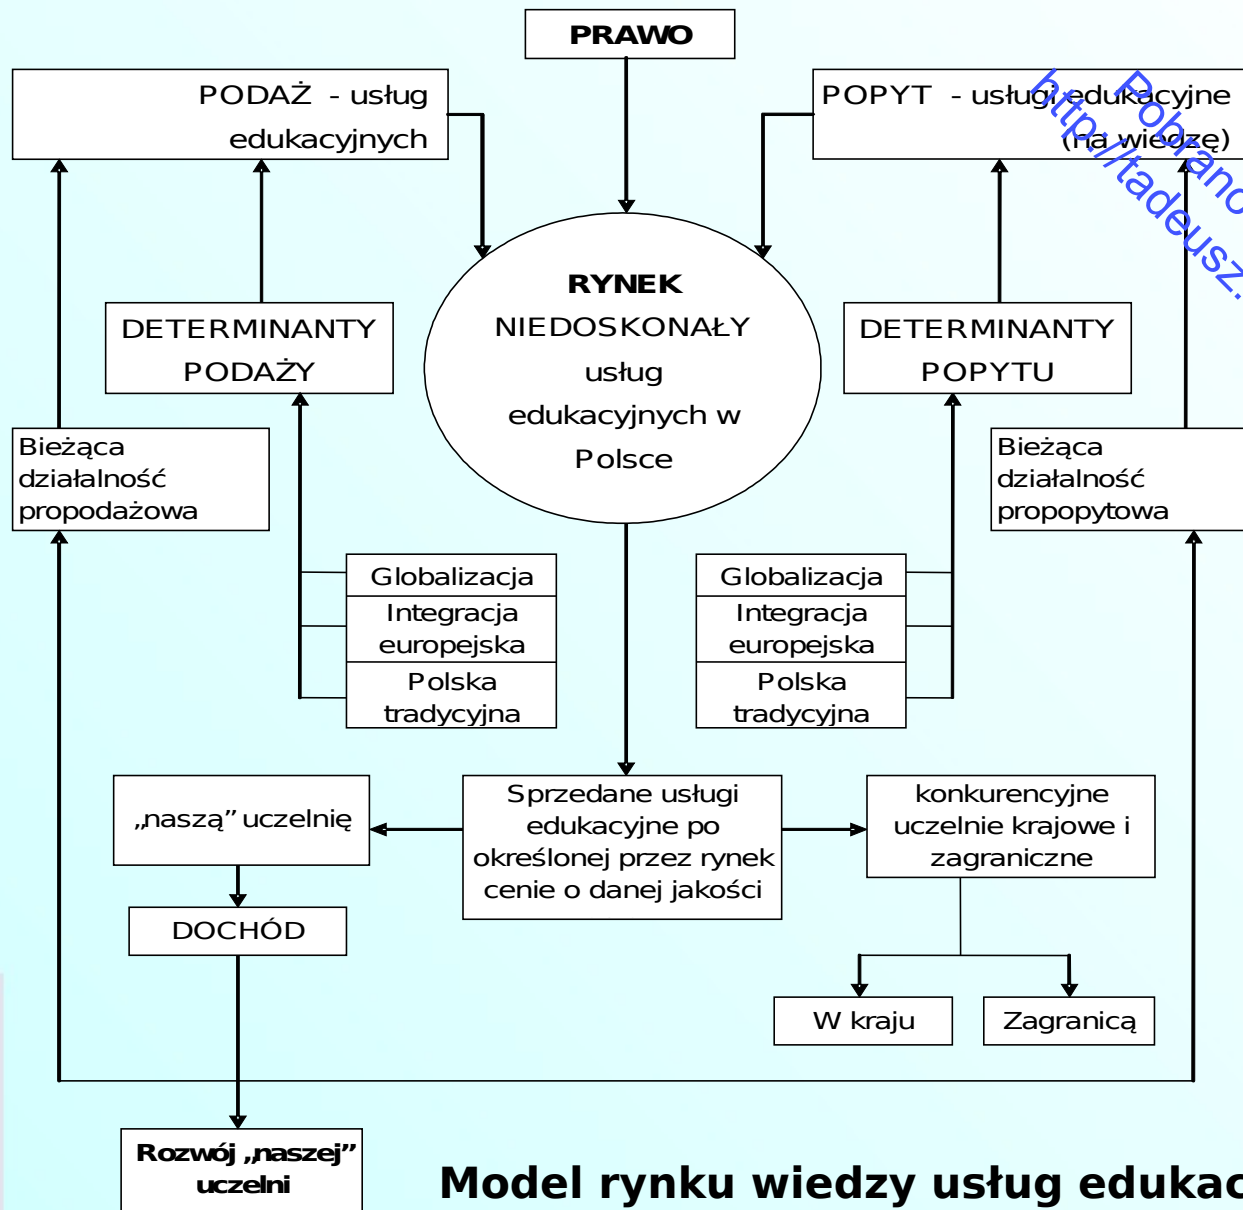 PRAWO
PODAŻ - usług
edukacyjnych
POPYT - usługi edukacyjne
(na wiedzę)
Pobrano
http://tadeusz.
RYNEK
NIEDOSKONAŁY
usług
edukacyjnych w
Polsce
DETERMINANTY
PODAŻY
DETERMINANTY
POPYTU
Bieżąca
działalność
propodażowa
Bieżąca
działalność
propopytowa
Globalizacja
Integracja
europejska
Polska
tradycyjna
Globalizacja
Integracja
europejska
Polska
tradycyjna
„naszą” uczelnię
Sprzedane usługi
edukacyjne po
określonej przez rynek
cenie o danej jakości
konkurencyjne
uczelnie krajowe i
zagraniczne
DOCHÓD
W kraju
Zagranicą
Rozwój „naszej”
uczelni
Model rynku wiedzy usług edukac